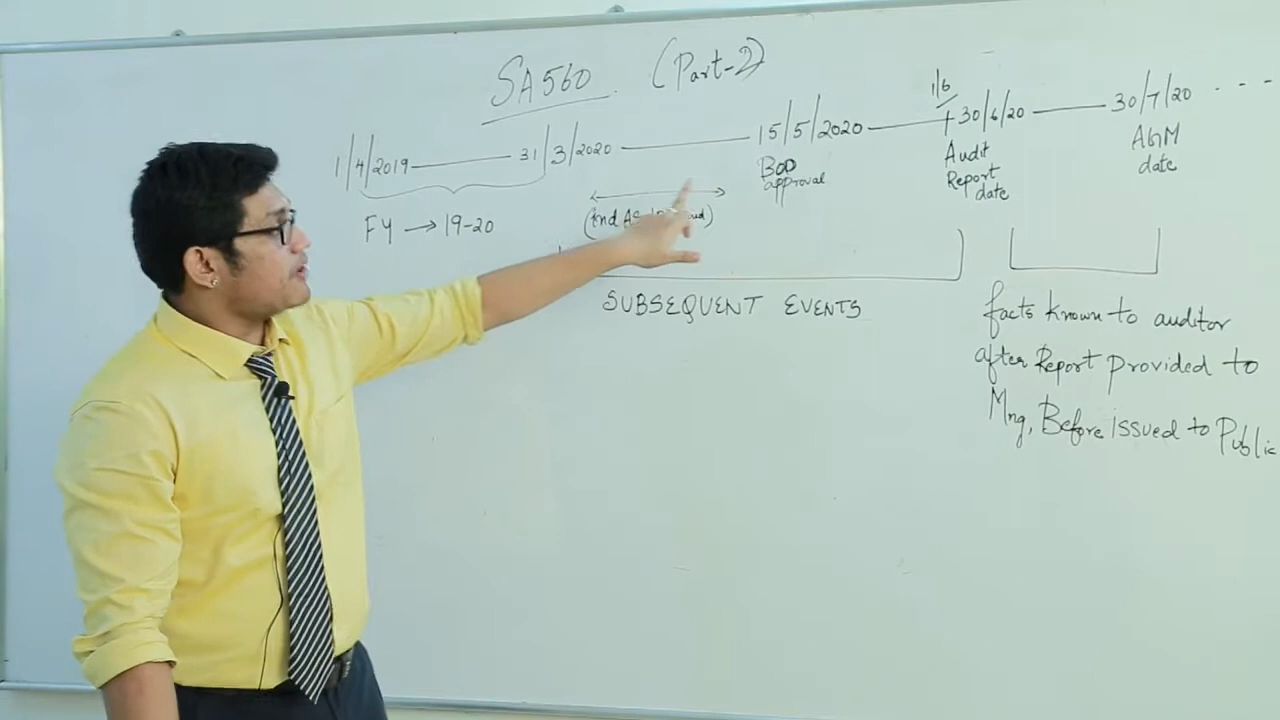 SA560 (Part-2)
1/6
1/4/2019 31/3/2020 15/5/2020 30/6/20 30/7/20 . - -
BOD
approval
Audit
Report
date
AGM
date
FY → 19-20
(Ind AS
SUBSEQUENT EVENTS
facts known to auditor
after Report provided to
Mng, Before issued to Public